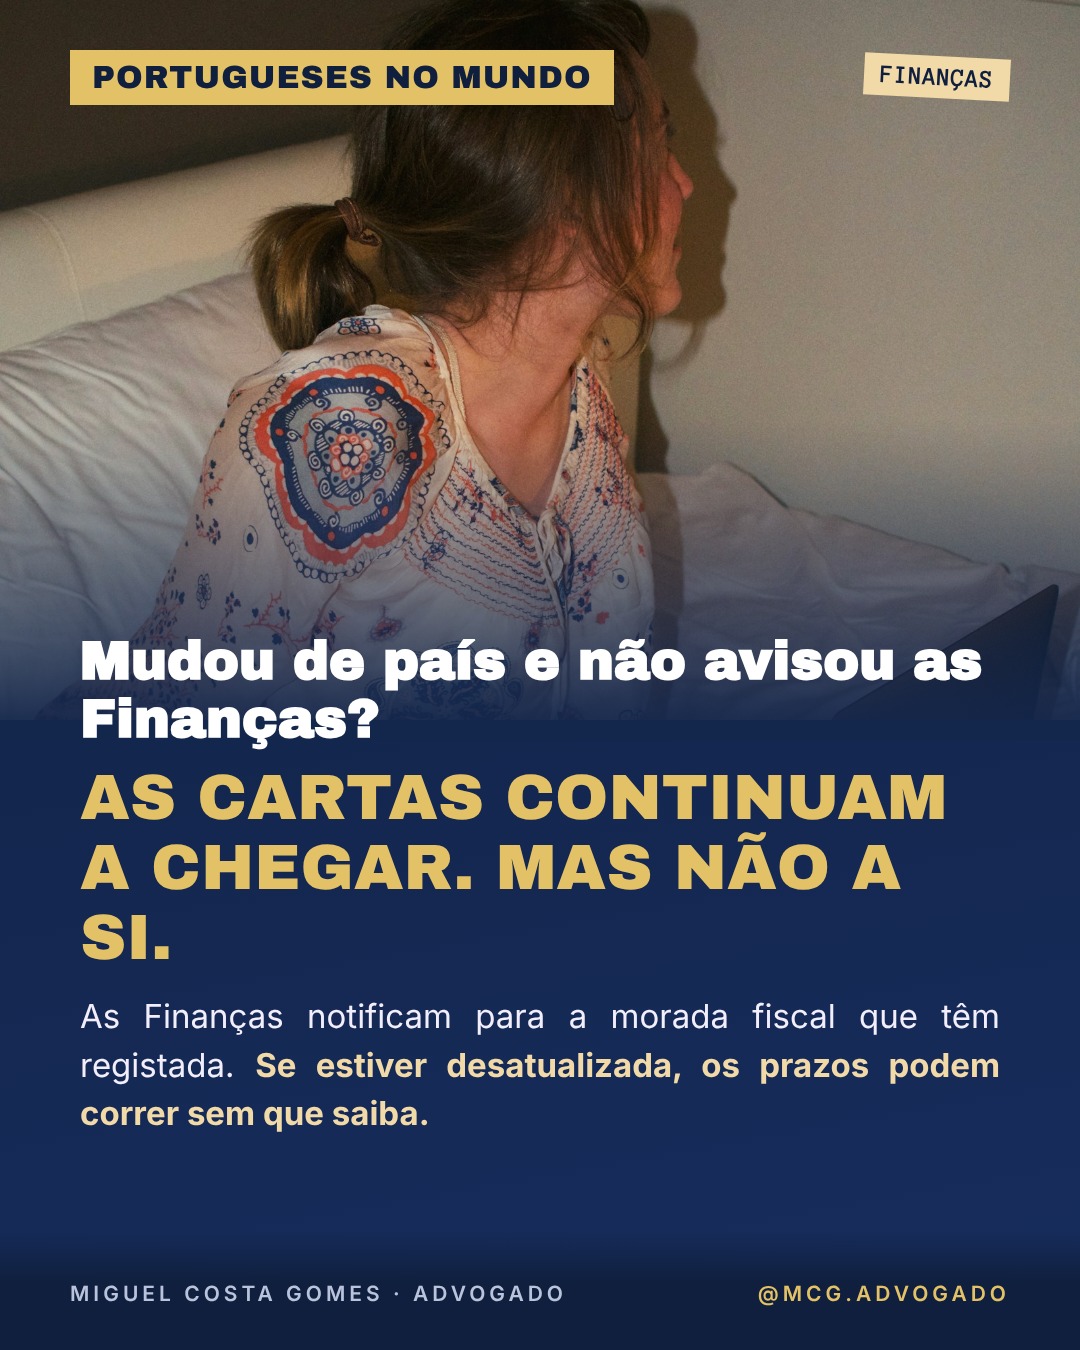 PORTUGUESES NO MUNDO
FINANÇAS
Mudou de país e não avisou as
Finanças?
AS CARTAS CONTINUAM
A CHEGAR. MAS NÃO A
SI.
As Finanças notificam para a morada fiscal que têm
registada. Se estiver desatualizada, os prazos podem
correr sem que saiba.
MIGUEL COSTA GOMES · ADVOGADO
@MCG.ADVOGADO